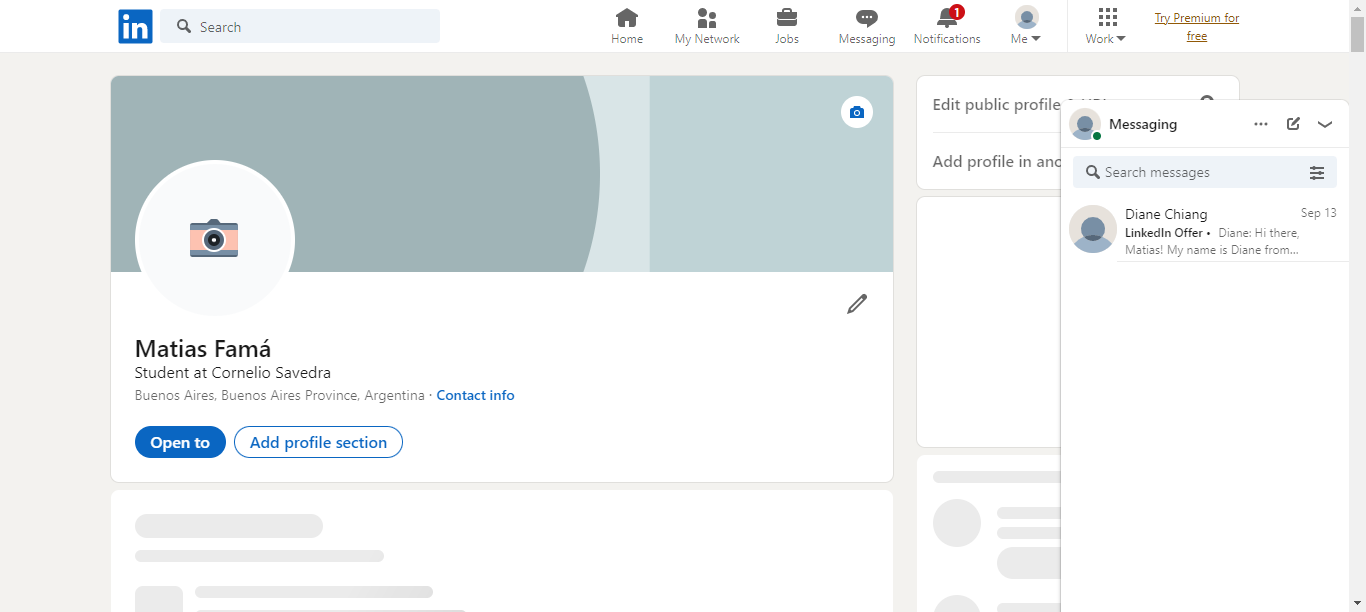 in
Search
Home
My Network
Jobs
Messaging
1
Notifications
Me
Work
Try Premium for
free
Edit public profile
Add profile in
Messaging
Search messages
Diane Chiang
Sep 13
LinkedIn Offer • Diane: Hi there,
Matias! My name is Diane from...
Matias Famá
Student at Cornelio Savedra
Buenos Aires, Buenos Aires Province, Argentina · Contact info
Open to
Add profile section